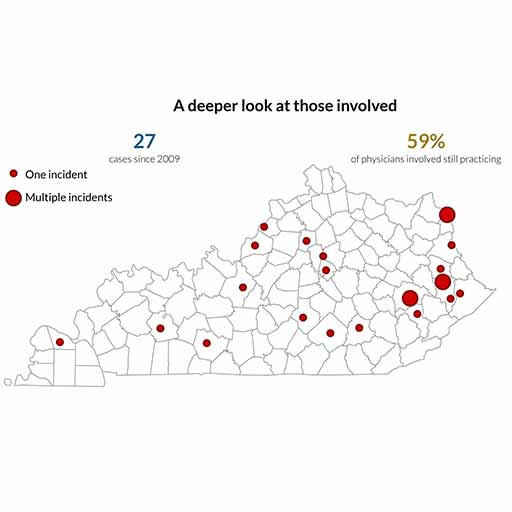 A deeper look at those involved
27
cases since 2009
59%
of physicians involved still practicing
One incident
Multiple incidents